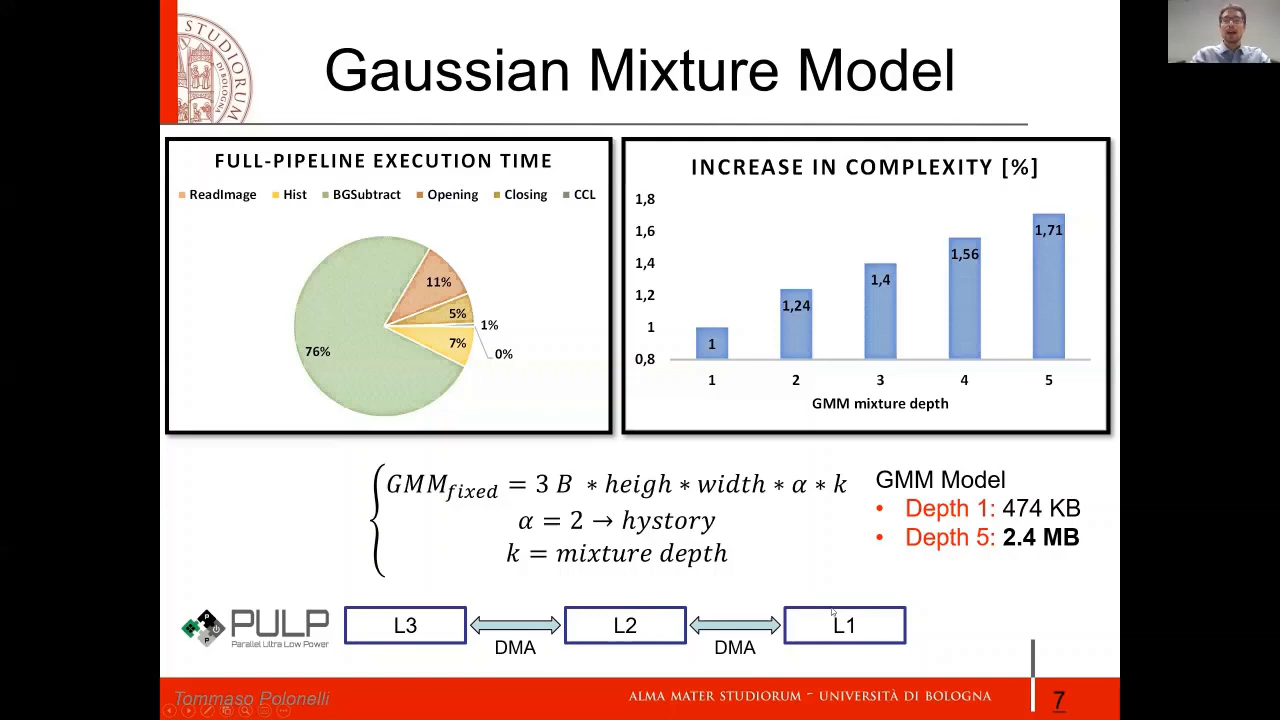 STUDIORUM
DI BOLOGNA
Gaussian Mixture Model
FULL-PIPELINE EXECUTION TIME
ReadImage Hist BGSubtract Opening Closing CCL
11%
5%
1%
7%
0%
76%
INCREASE IN COMPLEXITY [%]
1,8
1,6
1,4
1,2
1
0,8
1
1,24
1,4
1,56
1,71
1 2 3 4 5
GMM mixture depth
GMM_fixed = 3 B * heigh * width * α * k
α = 2 → hystory
k = mixture depth
GMM Model
• Depth 1: 474 KB
• Depth 5: 2.4 MB
PULP
Parallel Ultra Low Power
L3
DMA
L2
DMA
L1
Tommaso Polonelli
ALMA MATER STUDIORUM – UNIVERSITÀ DI BOLOGNA
7